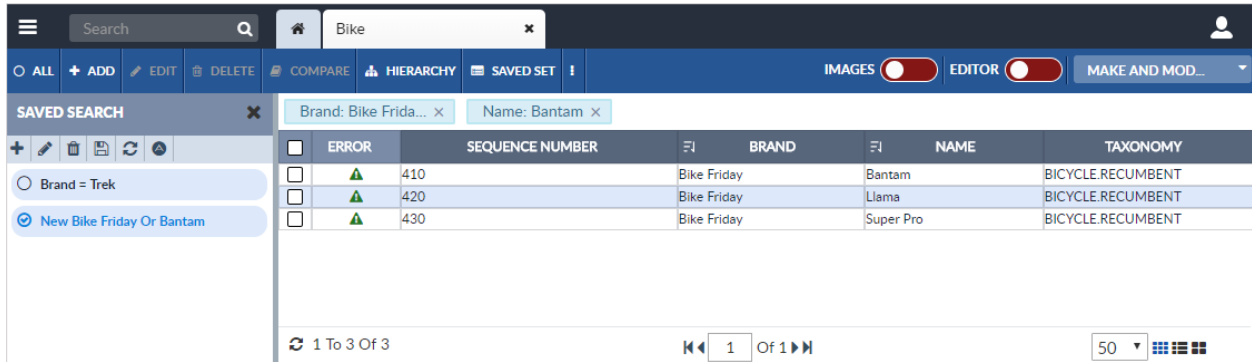 Search Bike
ALL ADD EDIT DELETE COMPARE HIERARCHY SAVED SET IMAGES EDITOR MAKE AND MOD...
SAVED SEARCH
Brand: Bike Frida... × Name: Bantam ×
ERROR SEQUENCE NUMBER BRAND NAME TAXONOMY
Brand = Trek
New Bike Friday Or Bantam
410 Bike Friday Bantam BICYCLE.RECUMBENT
420 Bike Friday Llama BICYCLE.RECUMBENT
430 Bike Friday Super Pro BICYCLE.RECUMBENT
1 To 3 Of 3 1 Of 1 50